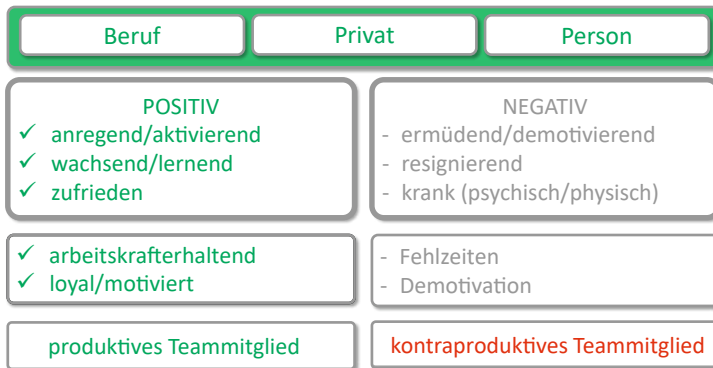 Beruf Privat Person
POSITIV
✓ anregend/aktivierend
✓ wachsend/lernend
✓ zufrieden
NEGATIV
- ermüdend/demotivierend
- resignierend
- krank (psychisch/physisch)
✓ arbeitskrafterhaltend
✓ loyal/motiviert
- Fehlzeiten
- Demotivation
produktives Teammitglied
kontraproduktives Teammitglied